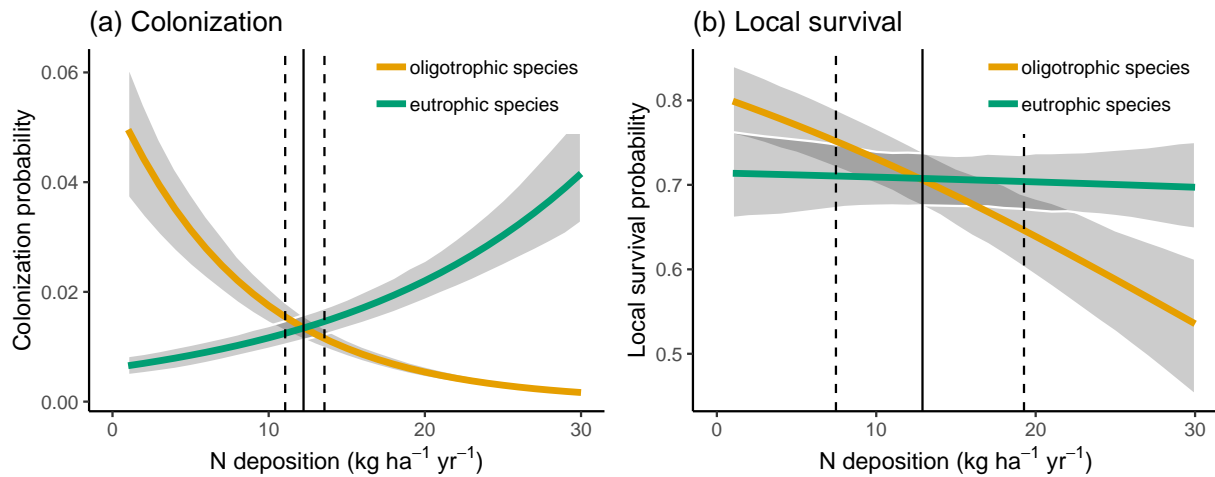 (a) Colonization
oligotrophic species
eutrophic species
Colonization probability
0.06
0.04
0.02
0.00
0
10
20
30
N deposition (kg ha⁻¹ yr⁻¹)
(b) Local survival
oligotrophic species
eutrophic species
Local survival probability
0.8
0.7
0.6
0.5
0
10
20
30
N deposition (kg ha⁻¹ yr⁻¹)